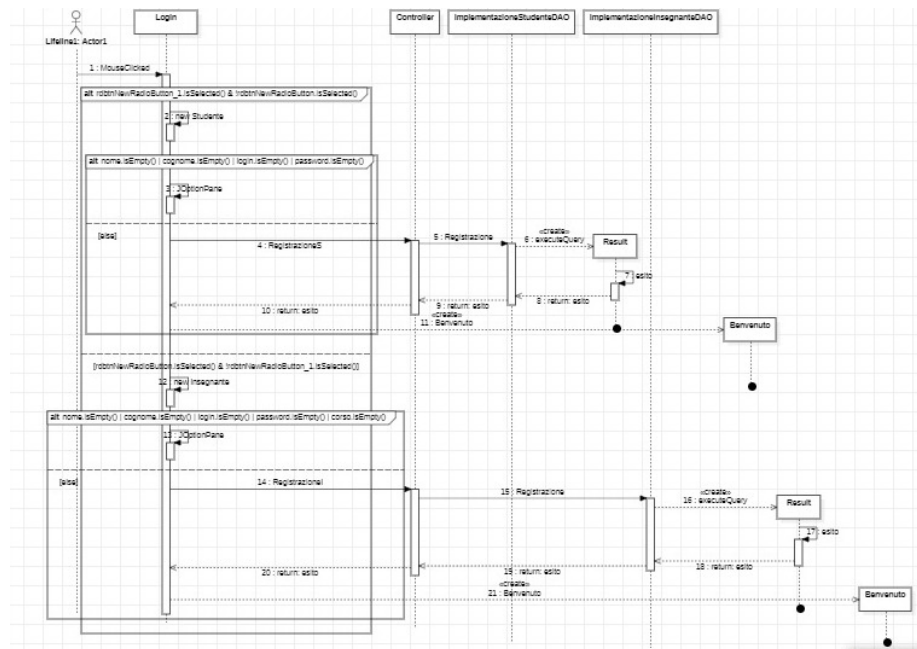 Login
Controller
ImplementazioneStudenteDAO
ImplementazioneInsegnanteDAO
Lifeline1: Actor1
1 : MouseClicked
alt rdbtnNewRadioButton_1.isSelected() & !rdbtnNewRadioButton.isSelected()
2 : new Studente
alt nome.isEmpty() | cognome.isEmpty() | login.isEmpty() | password.isEmpty()
3 : JOptionPane
[else]
4 : RegistrazioneS
5 : Registrazione
«create»
6 : executeQuery
Result
7 : esito
8 : return: esito
9 : return: esito
10 : return: esito
«create»
11 : Benvenuto
Benvenuto
[rdbtnNewRadioButton.isSelected() & !rdbtnNewRadioButton_1.isSelected()]
12 : new Insegnante
alt nome.isEmpty() | cognome.isEmpty() | login.isEmpty() | password.isEmpty | corso.isEmpty()
13 : JOptionPane
[else]
14 : RegistrazioneI
15 : Registrazione
«create»
16 : executeQuery
Result
17 : esito
18 : return: esito
19 : return: esito
20 : return: esito
«create»
21 : Benvenuto
Benvenuto